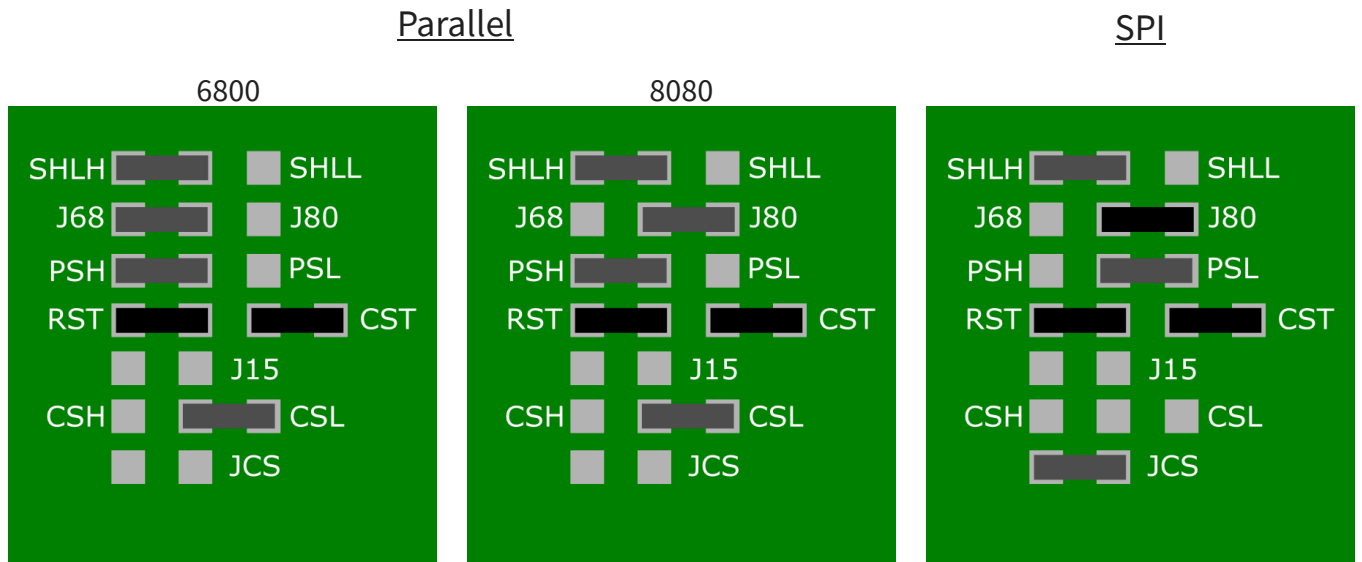 Parallel
SPI
6800
8080
SHLH SHLL
J68 J80
PSH PSL
RST CST
J15
CSH CSL
JCS
SHLH SHLL
J68 J80
PSH PSL
RST CST
J15
CSH CSL
JCS
SHLH SHLL
J68 J80
PSH PSL
RST CST
J15
CSH CSL
JCS